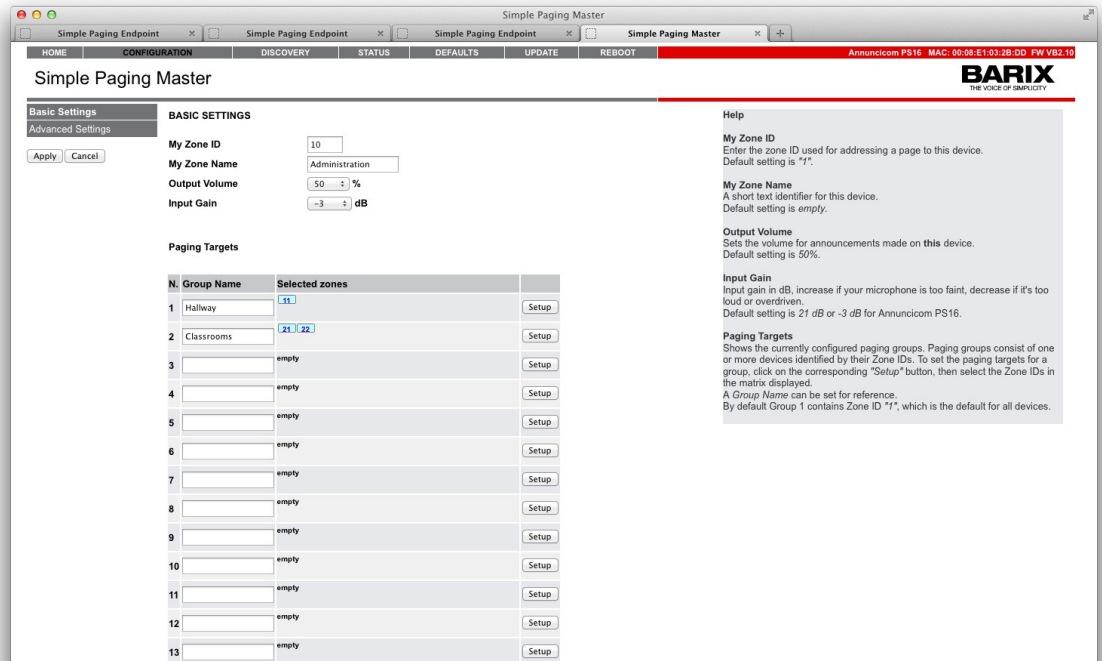 Simple Paging Master
Simple Paging Endpoint
Simple Paging Endpoint
Simple Paging Endpoint
Simple Paging Master
HOME CONFIGURATION DISCOVERY STATUS DEFAULTS UPDATE REBOOT
Annuncicom PS16 MAC: 00:08:E1:03:2B:DD FW VB2.10
Simple Paging Master
BARIX
THE VOICE OF SIMPLICITY
Basic Settings
Advanced Settings
Apply Cancel
BASIC SETTINGS
My Zone ID 10
My Zone Name Administration
Output Volume 50 %
Input Gain -3 dB
Paging Targets
N. Group Name Selected zones
1 Hallway 11 Setup
2 Classrooms 21 22 Setup
3 empty Setup
4 empty Setup
5 empty Setup
6 empty Setup
7 empty Setup
8 empty Setup
9 empty Setup
10 empty Setup
11 empty Setup
12 empty Setup
13 empty Setup
Help
My Zone ID
Enter the zone ID used for addressing a page to this device.
Default setting is "1".
My Zone Name
A short text identifier for this device.
Default setting is empty.
Output Volume
Sets the volume for announcements made on this device.
Default setting is 50%.
Input Gain
Input gain in dB, increase if your microphone is too faint, decrease if it's too
loud or overdriven.
Default setting is 21 dB or -3 dB for Annuncicom PS16.
Paging Targets
Shows the currently configured paging groups. Paging groups consist of one
or more devices identified by their Zone IDs. To set the paging targets for a
group, click on the corresponding "Setup" button, then select the Zone IDs in
the matrix displayed.
A Group Name can be set for reference.
By default Group 1 contains Zone ID "1", which is the default for all devices.